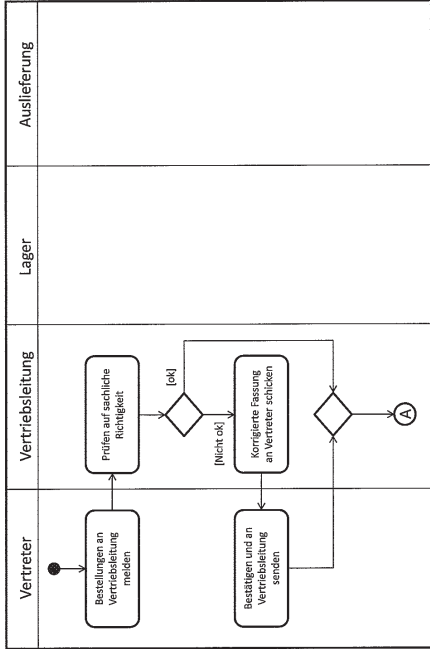 Vertreter
Vertriebsleitung
Lager
Auslieferung
Bestellungen an
Vertriebsleitung
melden
Prüfen auf sachliche
Richtigkeit
[ok]
[Nicht ok]
Korrigierte Fassung
an Vertreter schicken
Bestätigen und an
Vertriebsleitung
senden
A